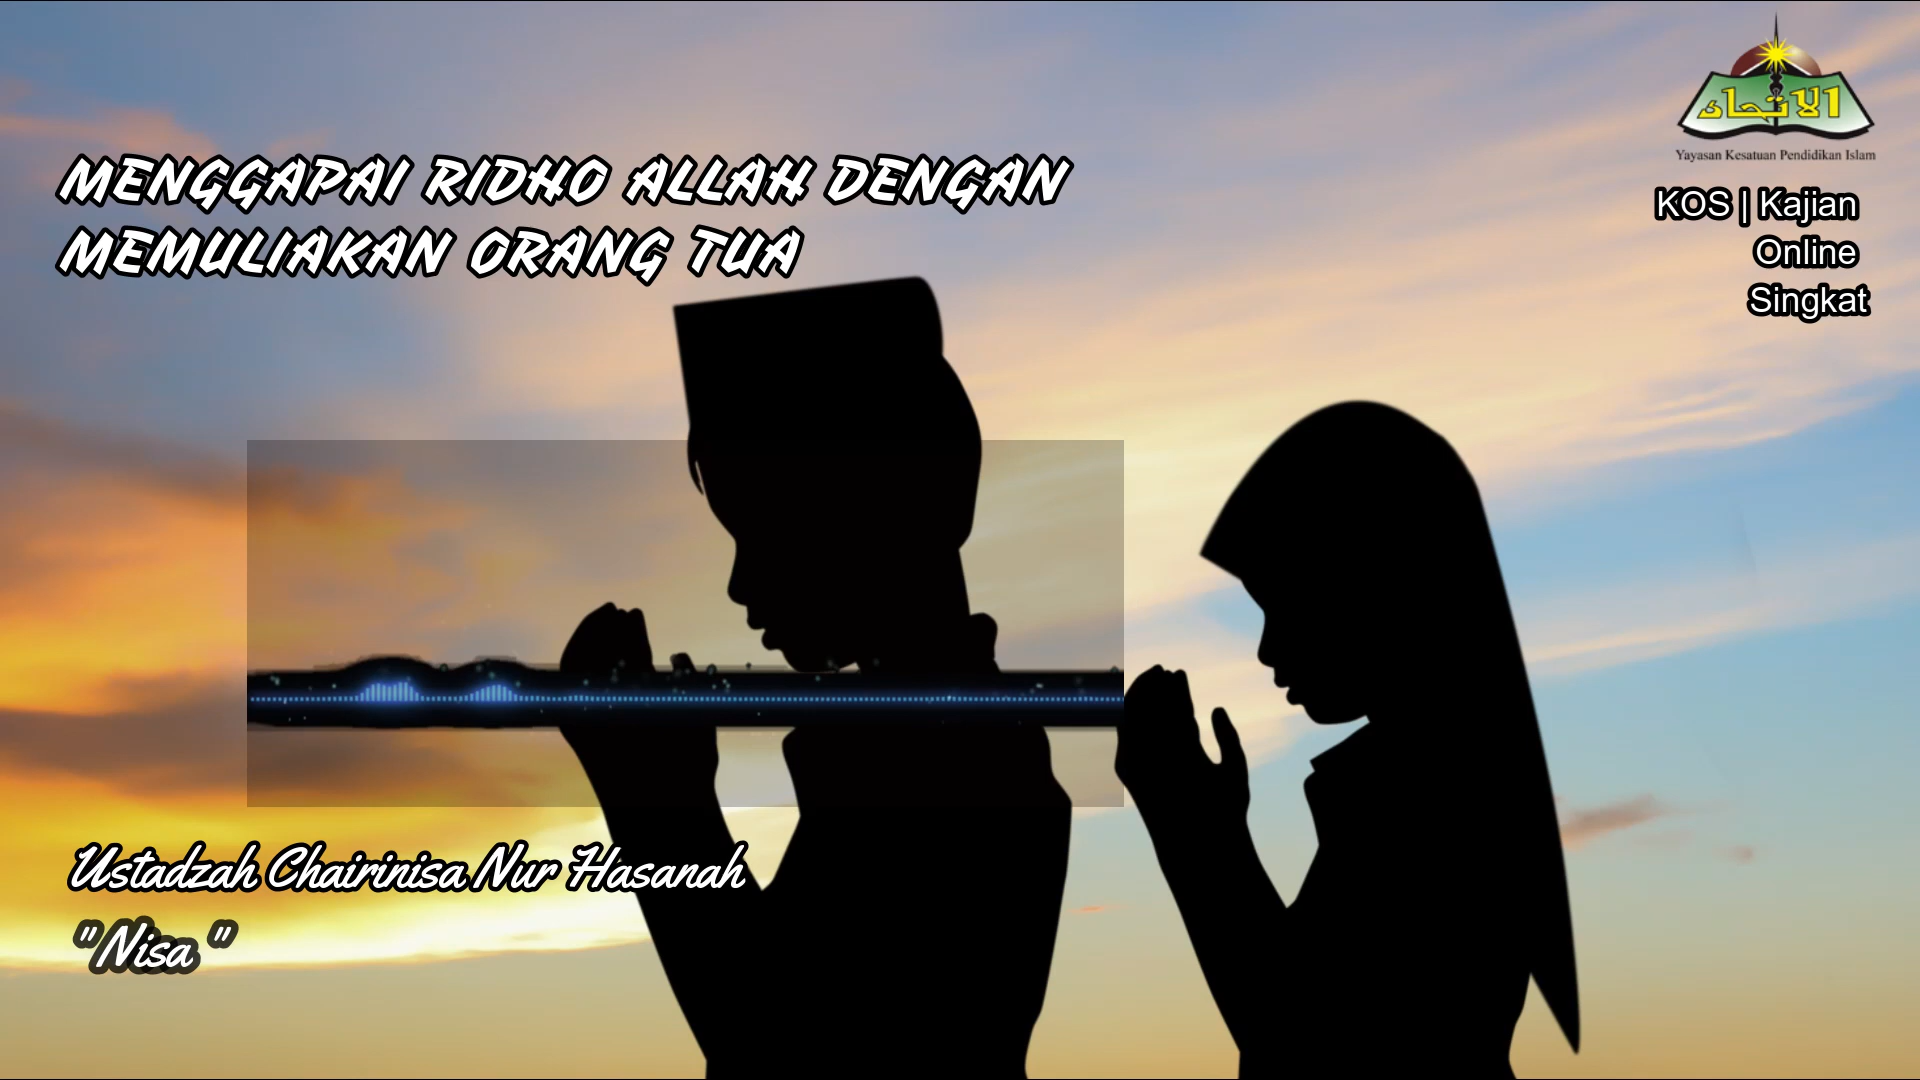 الاتحاد
Yayasan Kesatuan Pendidikan Islam
MENGGAPAI RIDHO ALLAH DENGAN
MEMULIAKAN ORANG TUA
KOS | Kajian
Online
Singkat
Ustadzah Chairinisa Nur Hasanah
"Nisa"